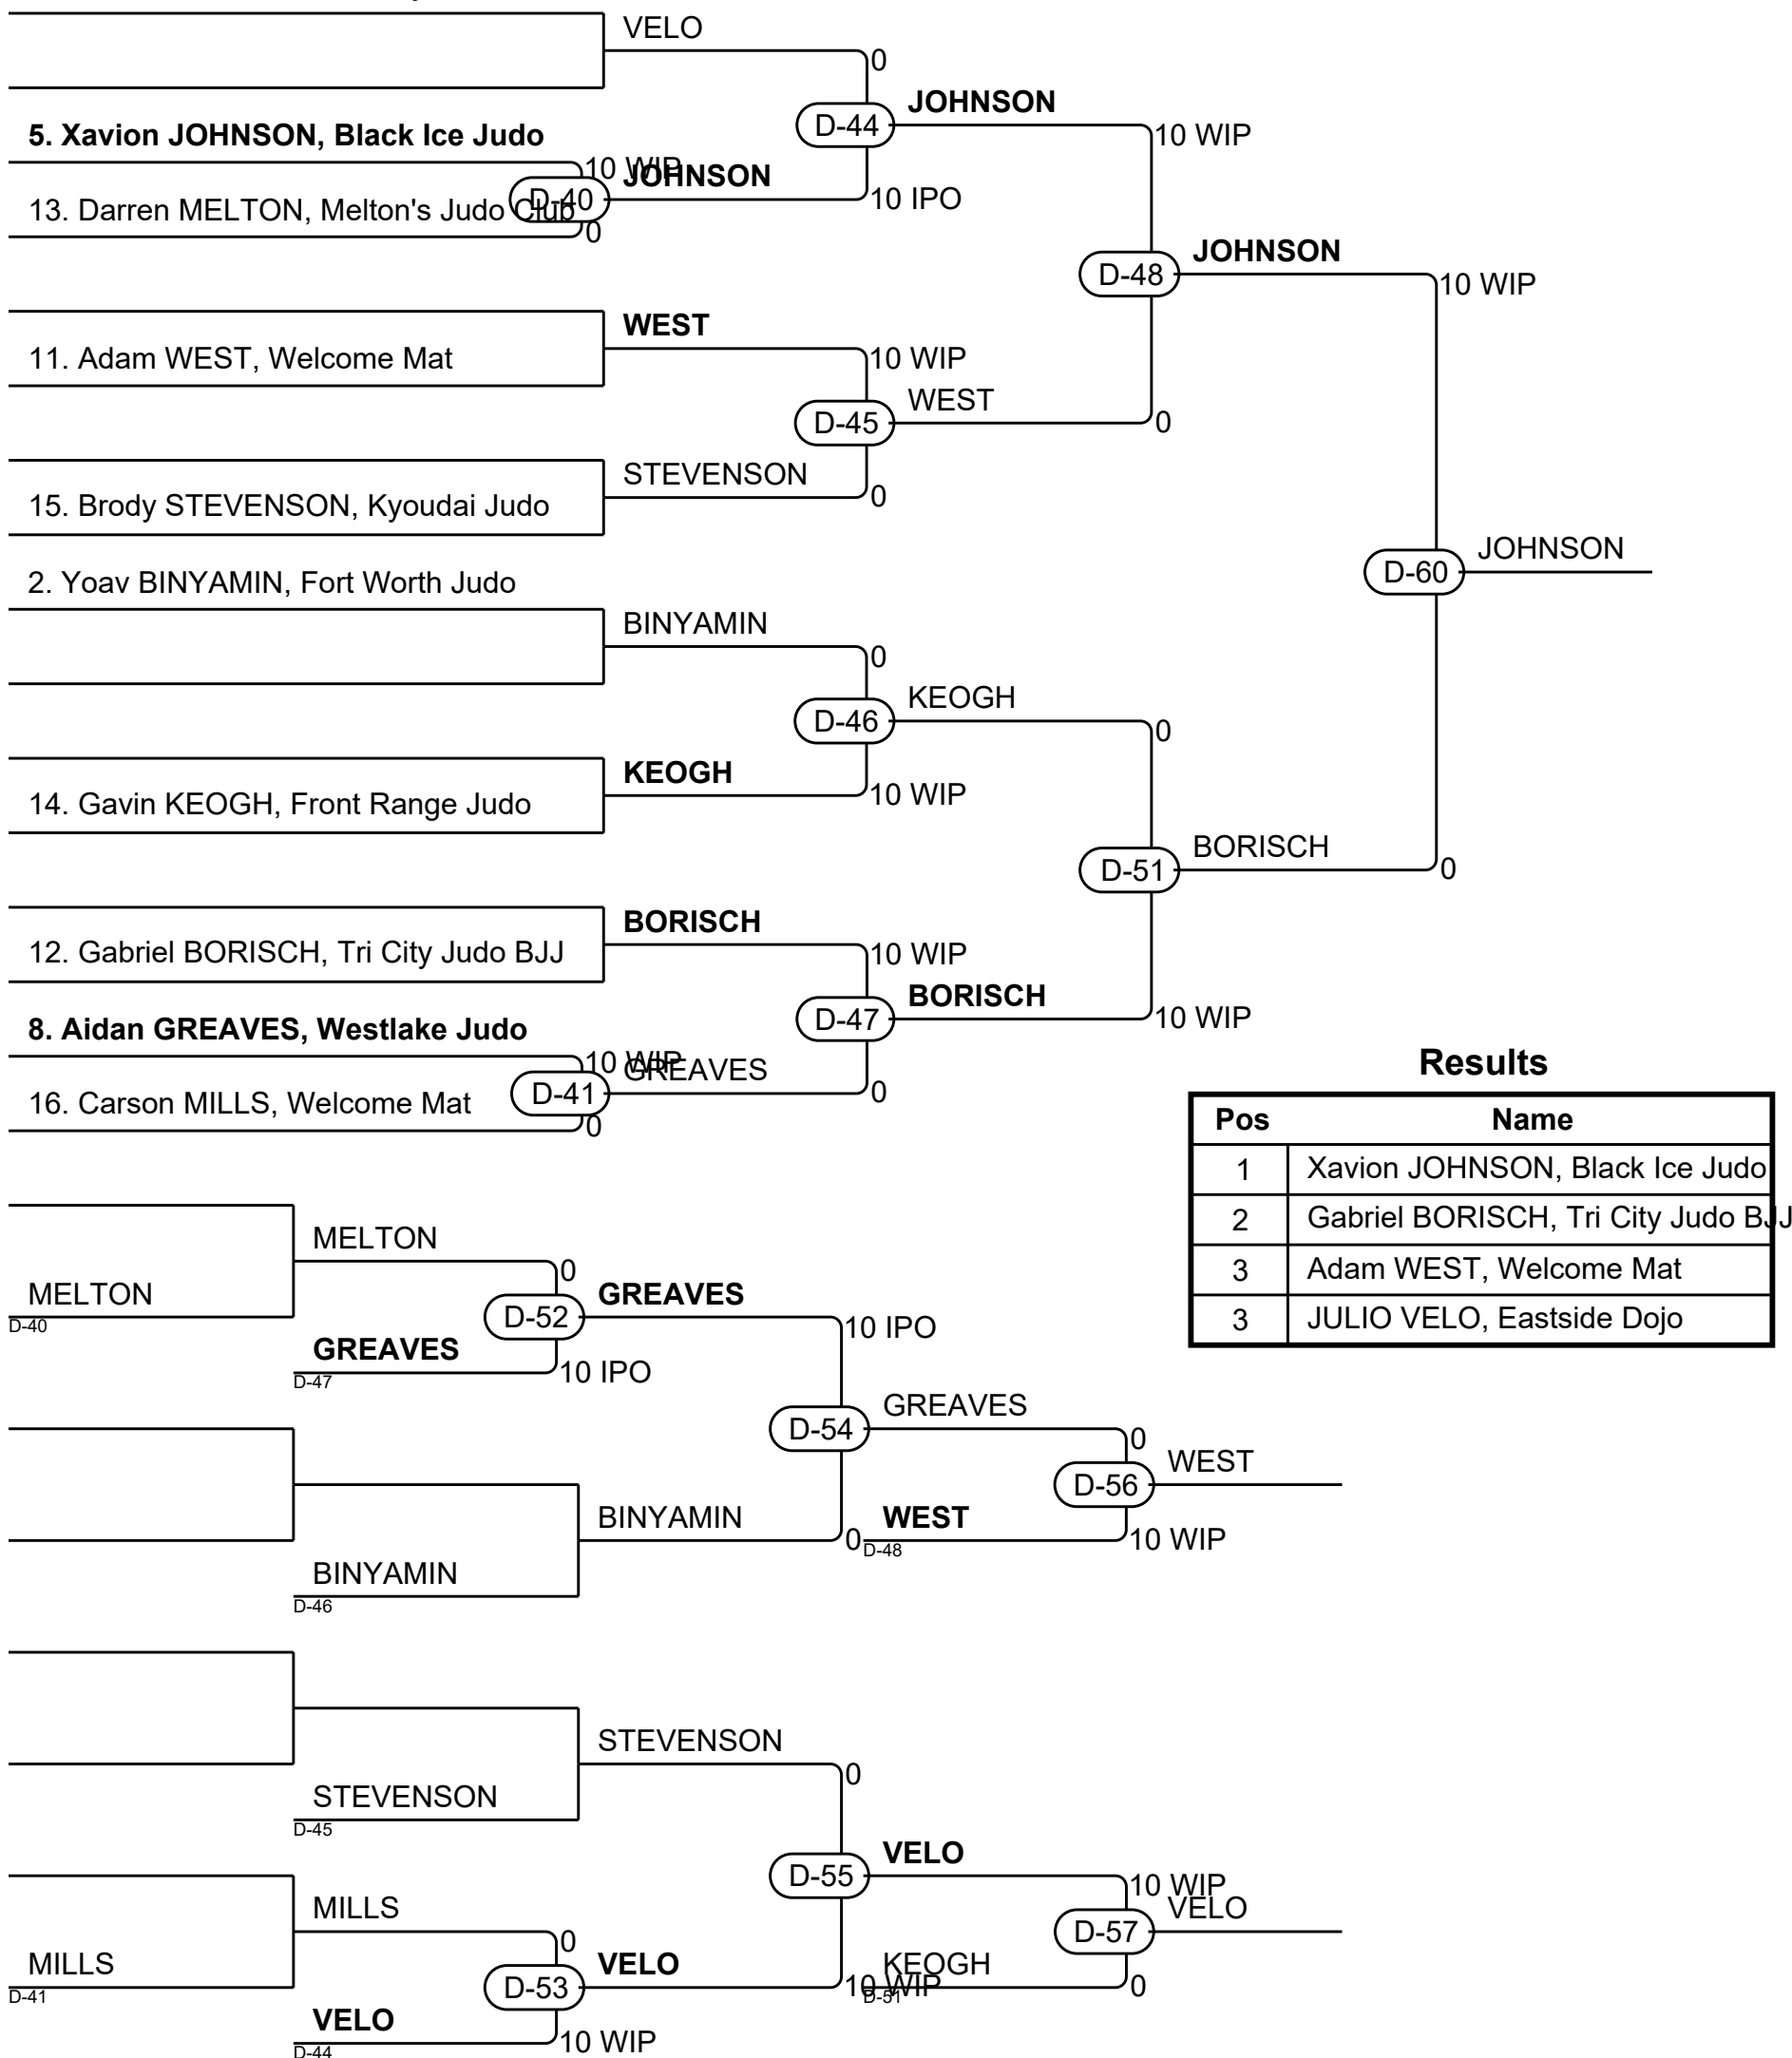 VELO
0
JOHNSON
D-44
10 WIP
5. Xavion JOHNSON, Black Ice Judo
10 WIP
JOHNSON
10 IPO
D-40
13. Darren MELTON, Melton's Judo Club
0
JOHNSON
D-48
10 WIP
WEST
10 WIP
11. Adam WEST, Welcome Mat
WEST
D-45
0
STEVENSON
0
15. Brody STEVENSON, Kyoudai Judo
JOHNSON
D-60
2. Yoav BINYAMIN, Fort Worth Judo
BINYAMIN
0
KEOGH
D-46
0
KEOGH
10 WIP
14. Gavin KEOGH, Front Range Judo
BORISCH
D-51
0
BORISCH
10 WIP
12. Gabriel BORISCH, Tri City Judo BJJ
BORISCH
D-47
10 WIP
8. Aidan GREAVES, Westlake Judo
10 WIP
GREAVES
0
D-41
16. Carson MILLS, Welcome Mat
0
Results
Pos Name
1 Xavion JOHNSON, Black Ice Judo
2 Gabriel BORISCH, Tri City Judo BJJ
3 Adam WEST, Welcome Mat
3 JULIO VELO, Eastside Dojo
MELTON
0
MELTON
D-40
D-52
GREAVES
10 IPO
GREAVES
D-47
10 IPO
GREAVES
D-54
0
WEST
D-56
BINYAMIN
0
WEST
D-48
10 WIP
BINYAMIN
D-46
STEVENSON
0
STEVENSON
D-45
VELO
D-55
10 WIP
MILLS
0
VELO
D-57
MILLS
D-41
D-53
VELO
10 WIP
KEOGH
D-51
0
VELO
D-44
10 WIP